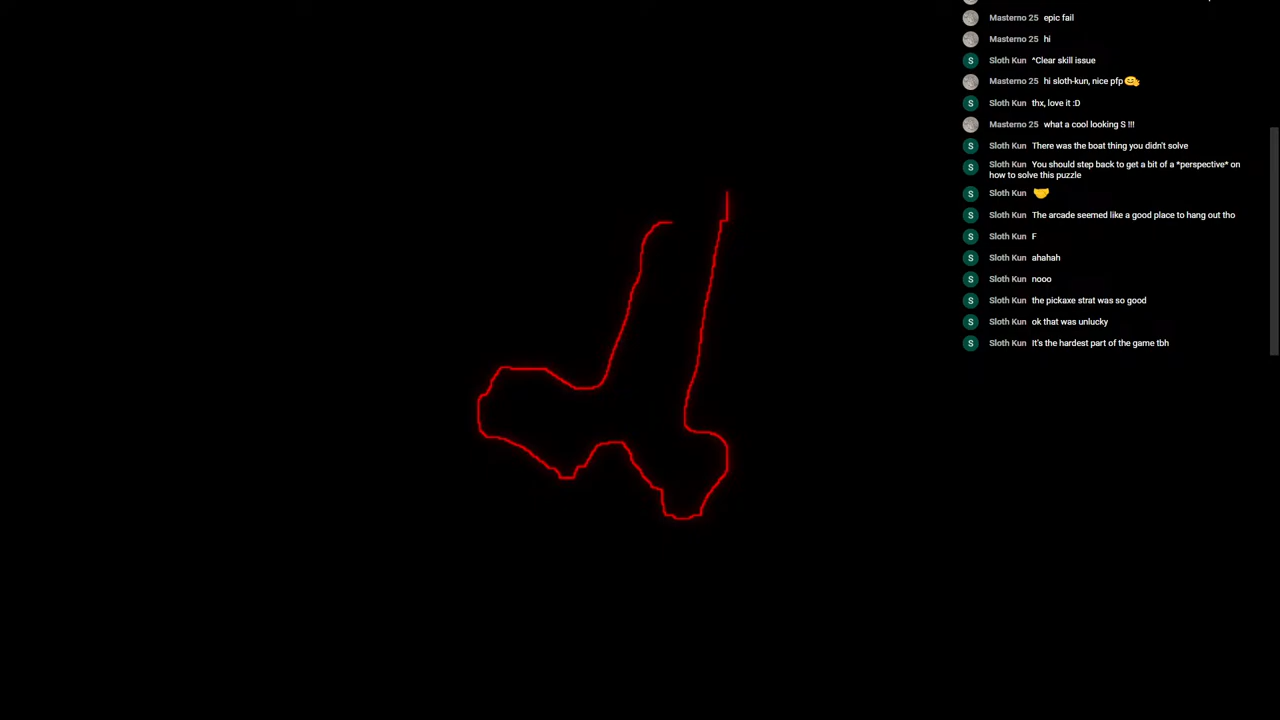 Masterno 25 epic fail
Masterno 25 hi
S Sloth Kun *Clear skill issue
Masterno 25 hi sloth-kun, nice pfp
S Sloth Kun thx, love it :D
Masterno 25 what a cool looking S !!!
S Sloth Kun There was the boat thing you didn't solve
S Sloth Kun You should step back to get a bit of a *perspective* on
how to solve this puzzle
S Sloth Kun
S Sloth Kun The arcade seemed like a good place to hang out tho
S Sloth Kun F
S Sloth Kun ahahah
S Sloth Kun nooo
S Sloth Kun the pickaxe strat was so good
S Sloth Kun ok that was unlucky
S Sloth Kun It's the hardest part of the game tbh